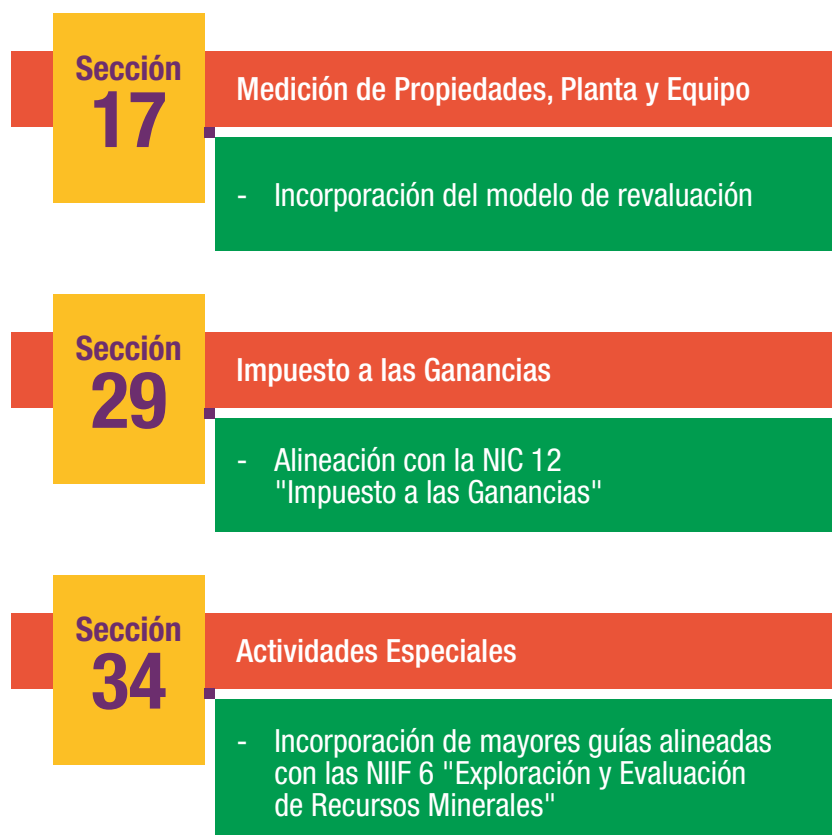 Sección
17
Medición de Propiedades, Planta y Equipo
- Incorporación del modelo de revaluación
Sección
29
Impuesto a las Ganancias
- Alineación con la NIC 12
"Impuesto a las Ganancias"
Sección
34
Actividades Especiales
- Incorporación de mayores guías alineadas
con las NIIF 6 "Exploración y Evaluación
de Recursos Minerales"